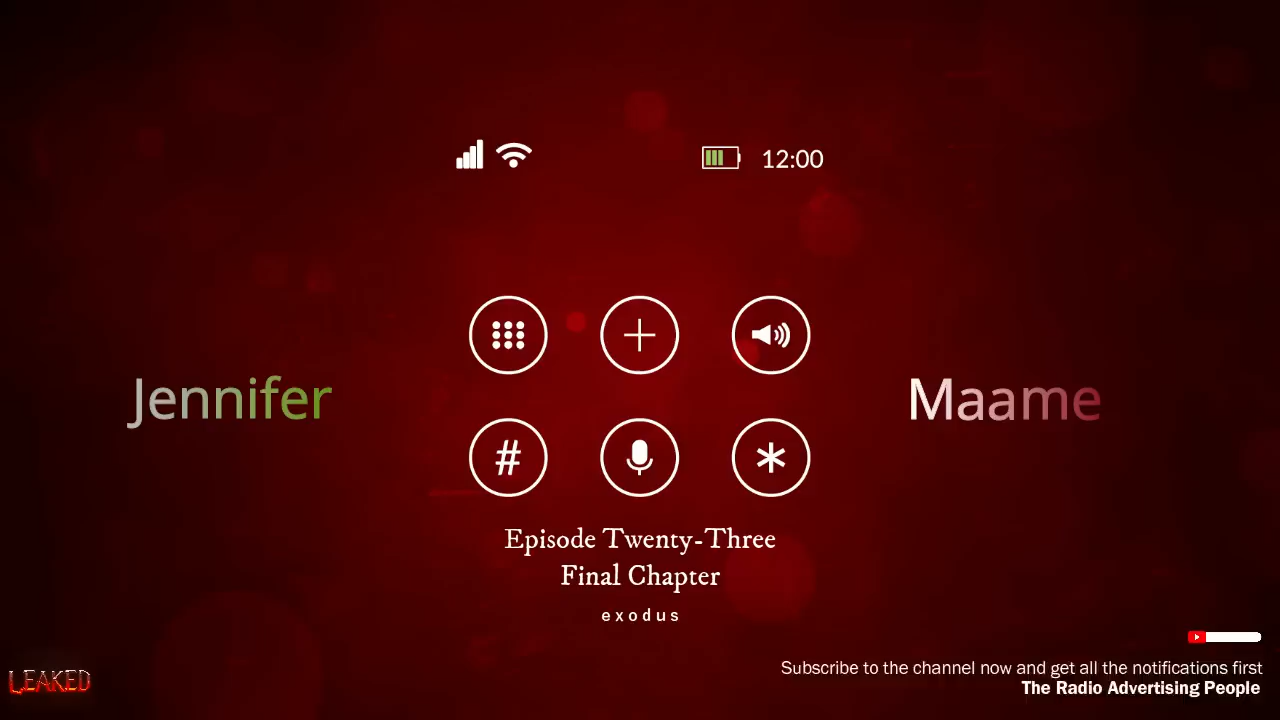 12:00
Jennifer
Maame
#
*
Episode Twenty-Three
Final Chapter
exodus
LEAKED
Subscribe to the channel now and get all the notifications first
The Radio Advertising People